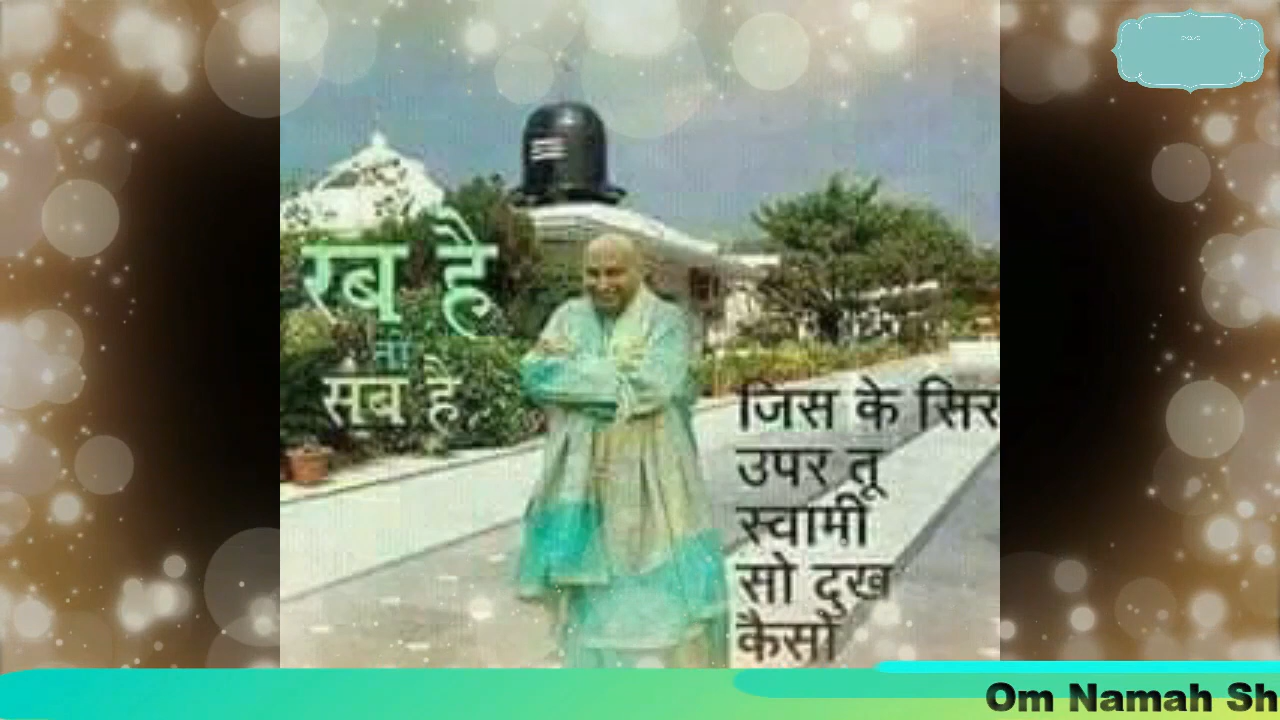 रब है
तो
सब है
जिस के सिर
उपर तू
स्वामी
सो दुख
कैसो
Om Namah Sh